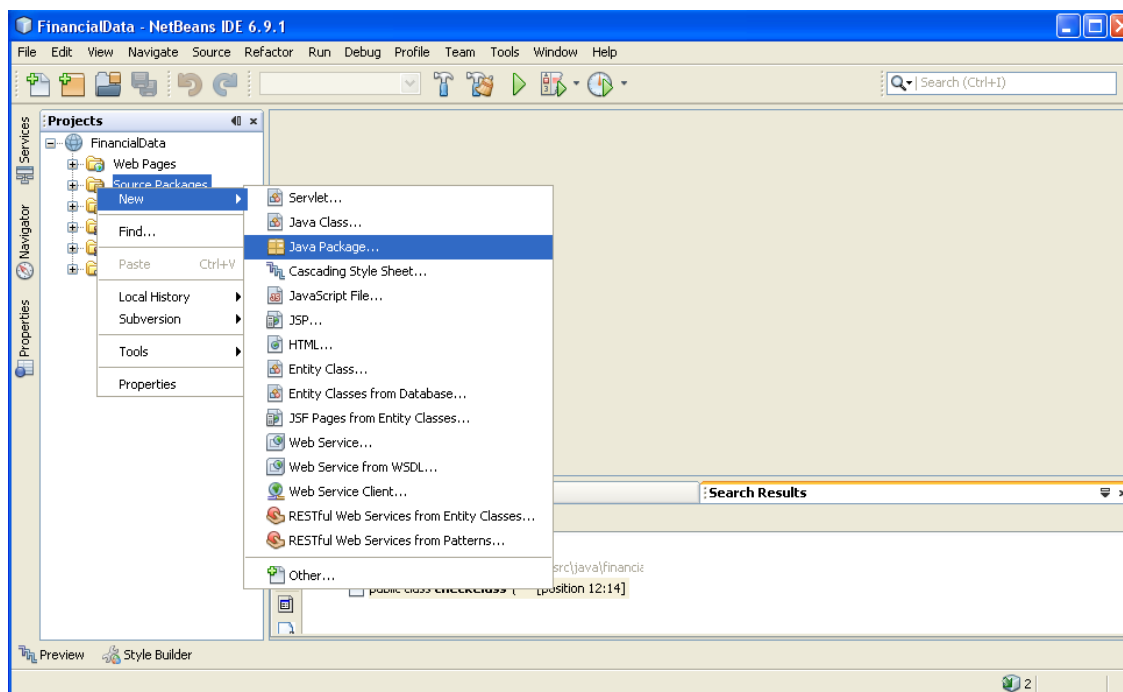 FinancialData - NetBeans IDE 6.9.1
File Edit View Navigate Source Refactor Run Debug Profile Team Tools Window Help
Search (Ctrl+I)
Services
Navigator
Properties
Projects
FinancialData
Web Pages
Source Packages
New
Find...
Paste Ctrl+V
Local History
Subversion
Tools
Properties
Servlet...
Java Class...
Java Package...
Cascading Style Sheet...
JavaScript File...
JSP...
HTML...
Entity Class...
Entity Classes from Database...
JSF Pages from Entity Classes...
Web Service...
Web Service from WSDL...
Web Service Client...
RESTful Web Services from Entity Classes...
RESTful Web Services from Patterns...
Other...
Search Results
src\java\financia
public class checkclass { [position 12:14]
Preview Style Builder
2